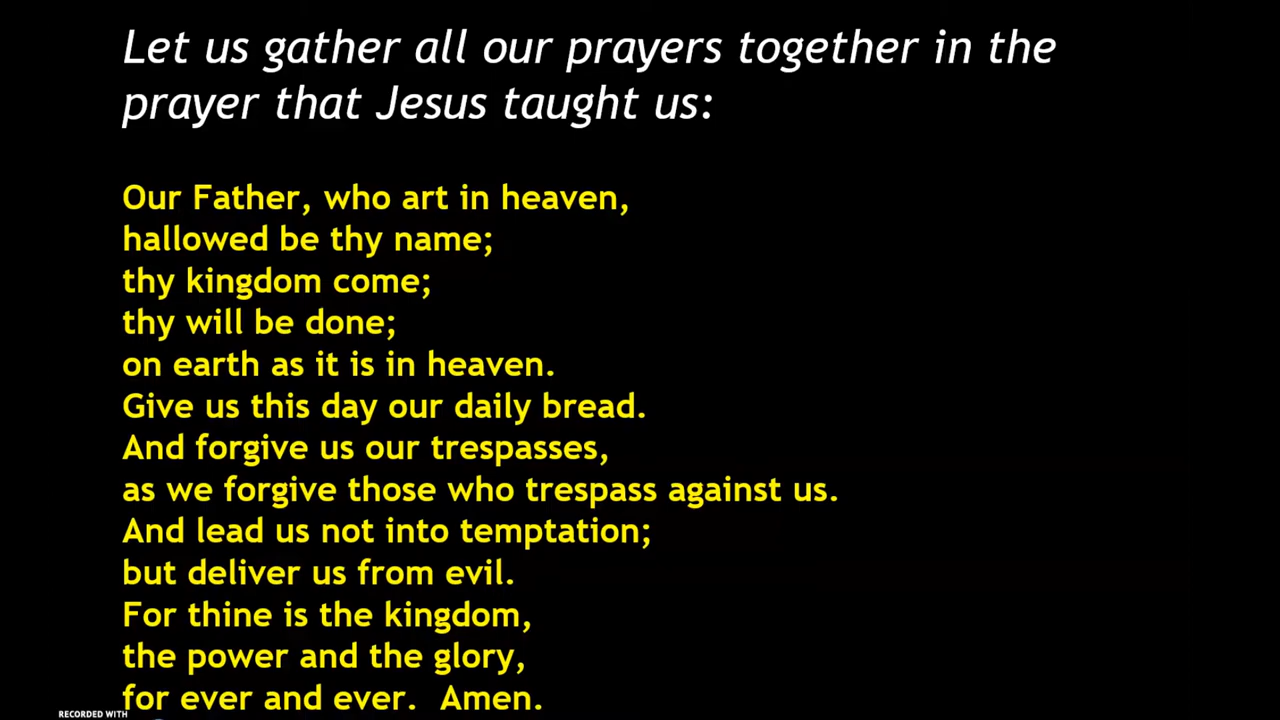 Let us gather all our prayers together in the
prayer that Jesus taught us:
Our Father, who art in heaven,
hallowed be thy name;
thy kingdom come;
thy will be done;
on earth as it is in heaven.
Give us this day our daily bread.
And forgive us our trespasses,
as we forgive those who trespass against us.
And lead us not into temptation;
but deliver us from evil.
For thine is the kingdom,
the power and the glory,
for ever and ever. Amen.
RECORDED WITH